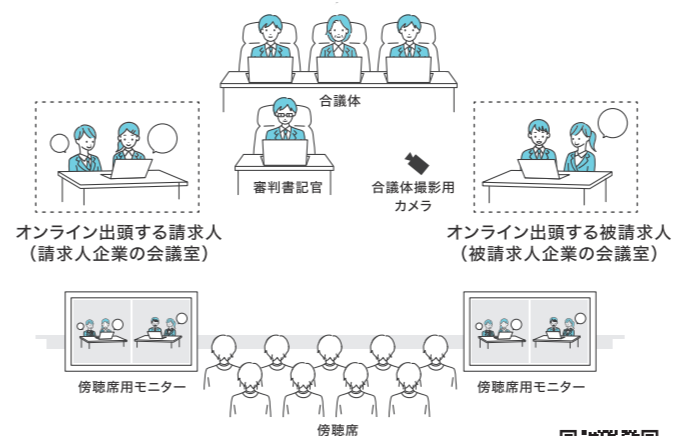 合議体
審判書記官
合議体撮影用
カメラ
オンライン出頭する請求人
（請求人企業の会議室）
オンライン出頭する被請求人
（被請求人企業の会議室）
傍聴席用モニター
傍聴席用モニター
傍聴席